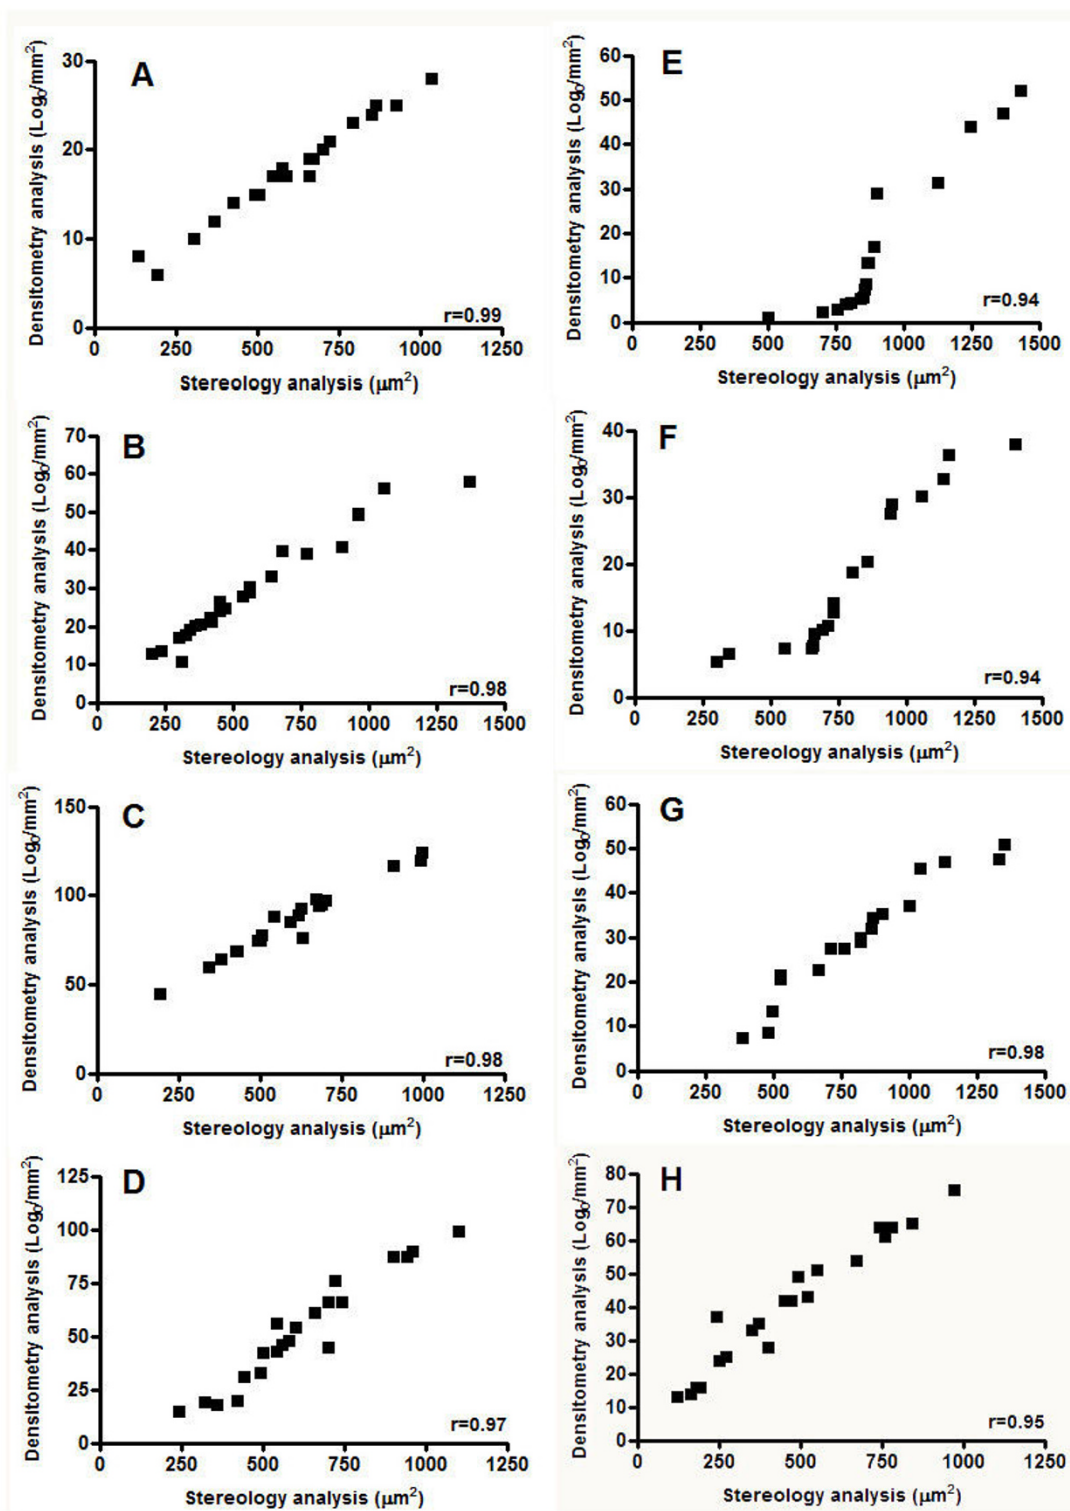 A
Densitometry analysis (Log₀/mm²)
30
20
10
0
0 250 500 750 1000 1250
r=0.99
Stereology analysis (μm²)
E
Densitometry analysis (Log₀/mm²)
60
50
40
30
20
10
0
0 250 500 750 1000 1250 1500
r=0.94
Stereology analysis (μm²)
B
Densitometry analysis (Log₀/mm²)
70
60
50
40
30
20
10
0
0 250 500 750 1000 1250 1500
r=0.98
Stereology analysis (μm²)
F
Densitometry analysis (Log₀/mm²)
40
30
20
10
0
0 250 500 750 1000 1250 1500
r=0.94
Stereology analysis (μm²)
C
Densitometry analysis (Log₀/mm²)
150
100
50
0
0 250 500 750 1000 1250
r=0.98
Stereology analysis (μm²)
G
Densitometry analysis (Log₀/mm²)
60
50
40
30
20
10
0
0 250 500 750 1000 1250 1500
r=0.98
Stereology analysis (μm²)
D
Densitometry analysis (Log₀/mm²)
125
100
75
50
25
0
0 250 500 750 1000 1250
r=0.97
Stereology analysis (μm²)
H
Densitometry analysis (Log₀/mm²)
80
70
60
50
40
30
20
10
0
0 250 500 750 1000 1250
r=0.95
Stereology analysis (μm²)